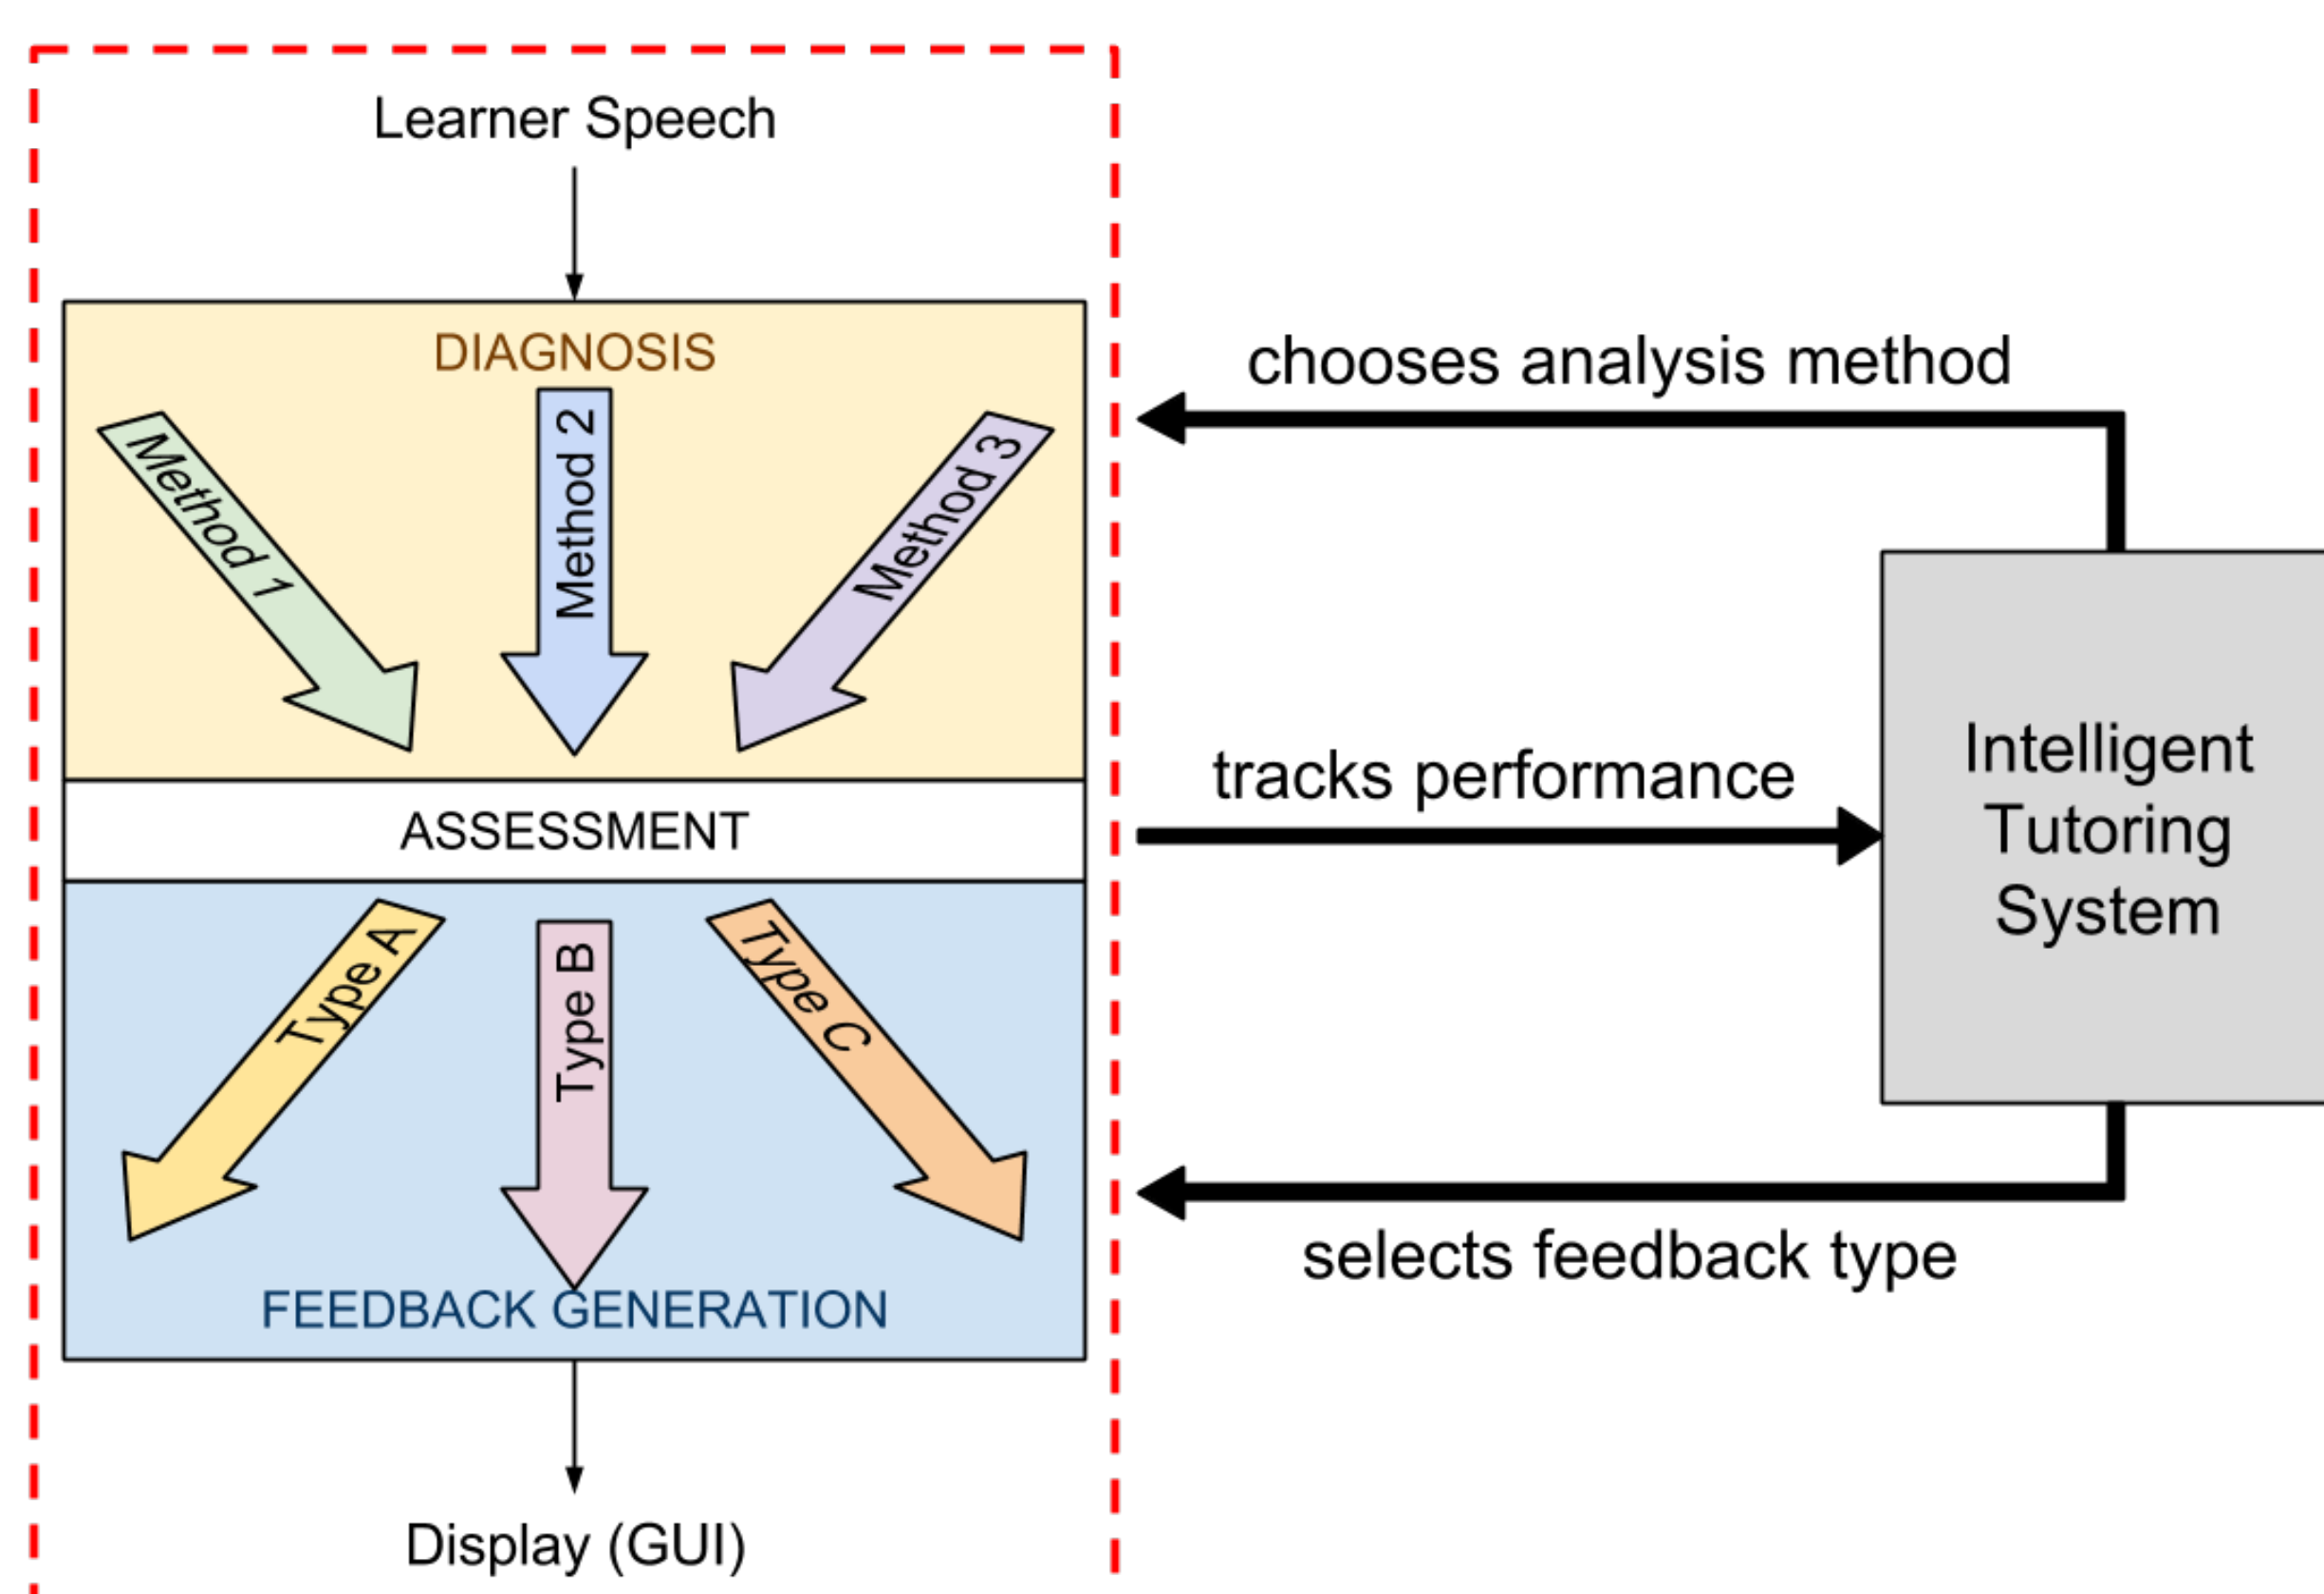 Learner Speech
DIAGNOSIS
Method 1
Method 2
Method 3
ASSESSMENT
Type A
Type B
Type C
FEEDBACK GENERATION
Display (GUI)
chooses analysis method
tracks performance
selects feedback type
Intelligent
Tutoring
System